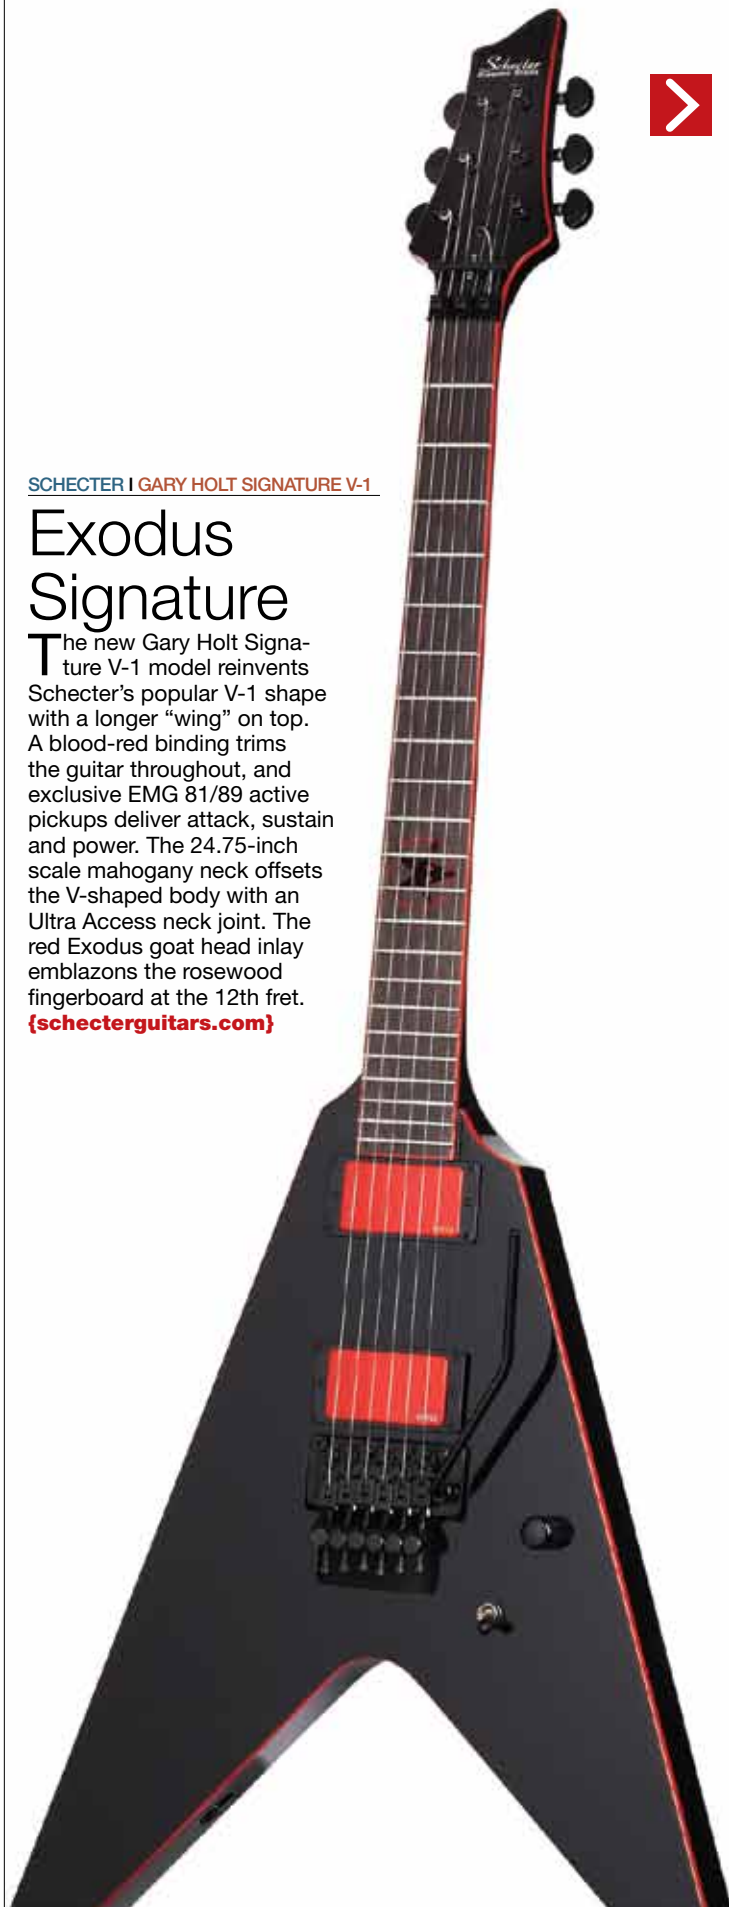 Schecter
SCHECTER | GARY HOLT SIGNATURE V-1
Exodus
Signature
The new Gary Holt Signa-
ture V-1 model reinvents
Schecter’s popular V-1 shape
with a longer “wing” on top.
A blood-red binding trims
the guitar throughout, and
exclusive EMG 81/89 active
pickups deliver attack, sustain
and power. The 24.75-inch
scale mahogany neck offsets
the V-shaped body with an
Ultra Access neck joint. The
red Exodus goat head inlay
emblazons the rosewood
fingerboard at the 12th fret.
{schecterguitars.com}